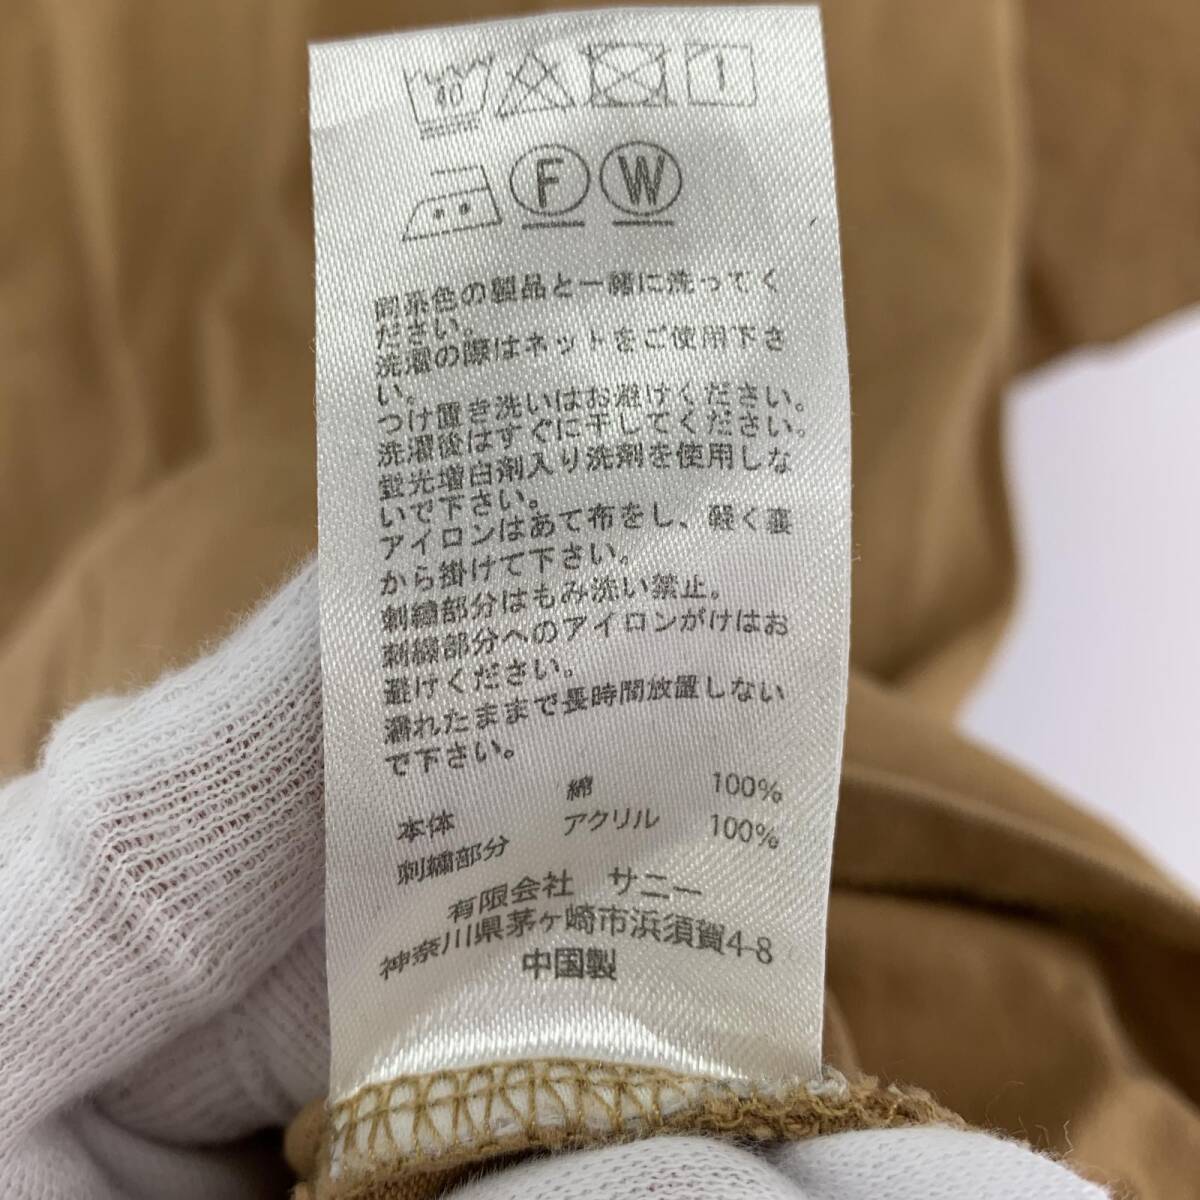 40
F W
同系色の製品と一緒に洗ってく
ださい。
洗濯の際はネットをご使用下さ
い。
つけ置き洗いはお避けください。
洗濯後はすぐに干してください。
蛍光増白剤入り洗剤を使用しな
いで下さい。
アイロンはあて布をし、軽く裏
から掛けて下さい。
刺繍部分はもみ洗い禁止。
刺繍部分へのアイロンがけはお
避けください。
濡れたままで長時間放置しない
で下さい。
綿 100%
本体 アクリル 100%
刺繍部分
有限会社 サニー
神奈川県茅ヶ崎市浜須賀4-8
中国製